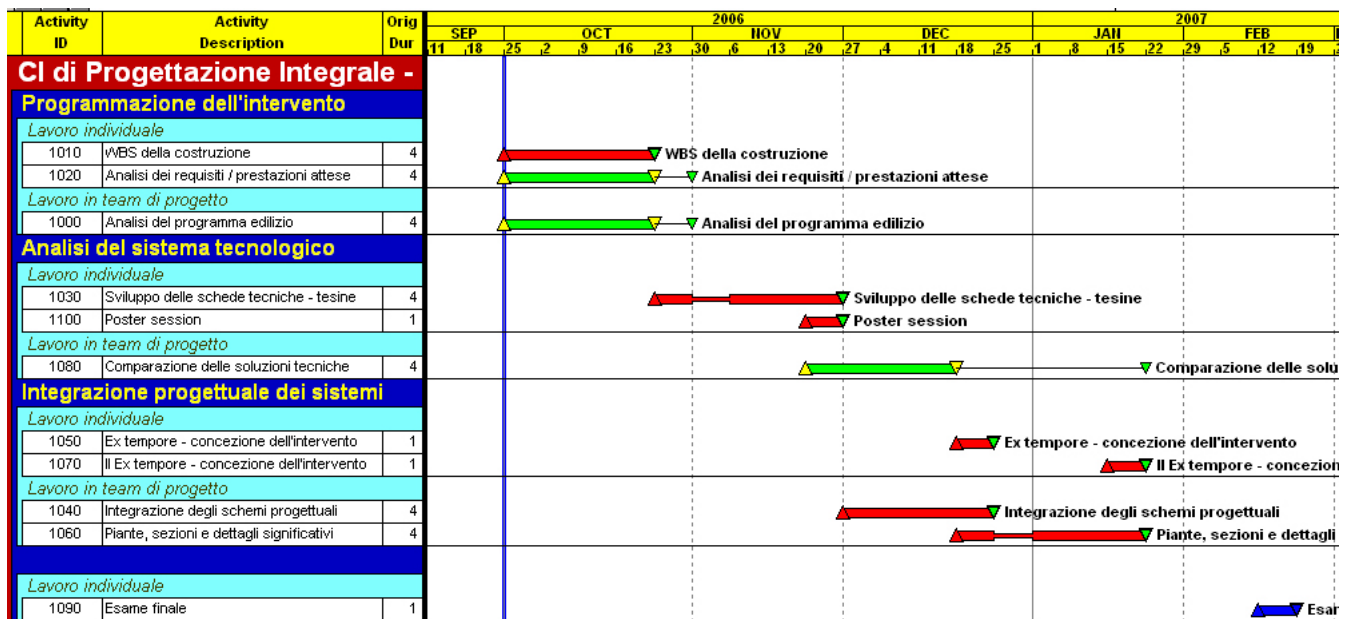 Activity ID Activity Description Orig Dur 2006 2007
SEP OCT NOV DEC JAN FEB
11 18 25 2 9 16 23 30 6 13 20 27 4 11 18 25 1 8 15 22 29 5 12 19
CI di Progettazione Integrale -
Programmazione dell'intervento
Lavoro individuale
1010 WBS della costruzione 4 WBS della costruzione
1020 Analisi dei requisiti / prestazioni attese 4 Analisi dei requisiti / prestazioni attese
Lavoro in team di progetto
1000 Analisi del programma edilizio 4 Analisi del programma edilizio
Analisi del sistema tecnologico
Lavoro individuale
1030 Sviluppo delle schede tecniche - tesine 4 Sviluppo delle schede tecniche - tesine
1100 Poster session 1 Poster session
Lavoro in team di progetto
1080 Comparazione delle soluzioni tecniche 4 Comparazione delle solu
Integrazione progettuale dei sistemi
Lavoro individuale
1050 Ex tempore - concezione dell'intervento 1 Ex tempore - concezione dell'intervento
1070 II Ex tempore - concezione dell'intervento 1 II Ex tempore - concezion
Lavoro in team di progetto
1040 Integrazione degli schemi progettuali 4 Integrazione degli schemi progettuali
1060 Piante, sezioni e dettagli significativi 4 Piante, sezioni e dettagli
Lavoro individuale
1090 Esame finale 1 Esam